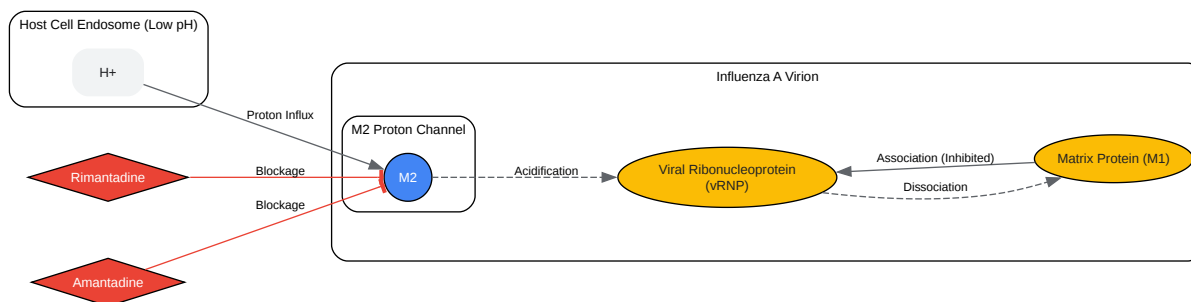 Host Cell Endosome (Low pH)
H+
Influenza A Virion
Proton Influx
M2 Proton Channel
Rimantadine
Blockage
M2
Acidification
Viral Ribonucleoprotein
(vRNP)
Association (Inhibited)
Matrix Protein (M1)
Dissociation
Blockage
Amantadine